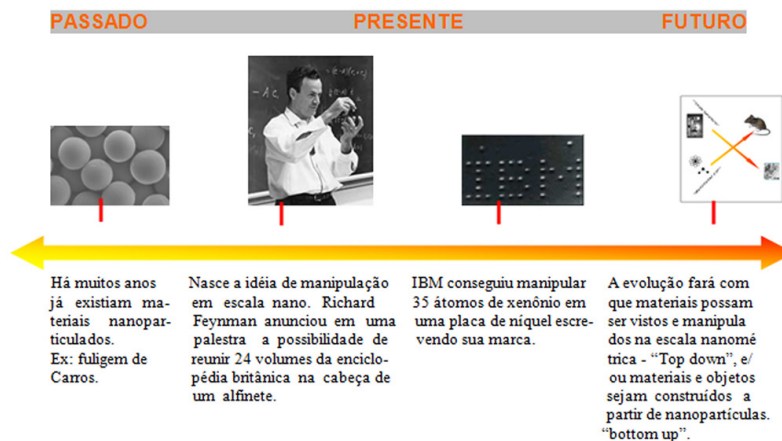 PASSADO PRESENTE FUTURO
IBM
Há muitos anos
já existiam ma-
teriais nanopar-
ticulados.
Ex: fuligem de
Carros.
Nasce a idéia de manipulação
em escala nano. Richard
Feynman anunciou em uma
palestra a possibilidade de
reunir 24 volumes da enciclo-
pédia britânica na cabeça de
um alfinete.
IBM conseguiu manipular
35 átomos de xenônio em
uma placa de níquel escre-
vendo sua marca.
A evolução fará com
que materiais possam
ser vistos e manipula
dos na escala nanomé
trica - “Top down”, e/
ou materiais e objetos
sejam construídos a
partir de nanopartículas.
“bottom up”.